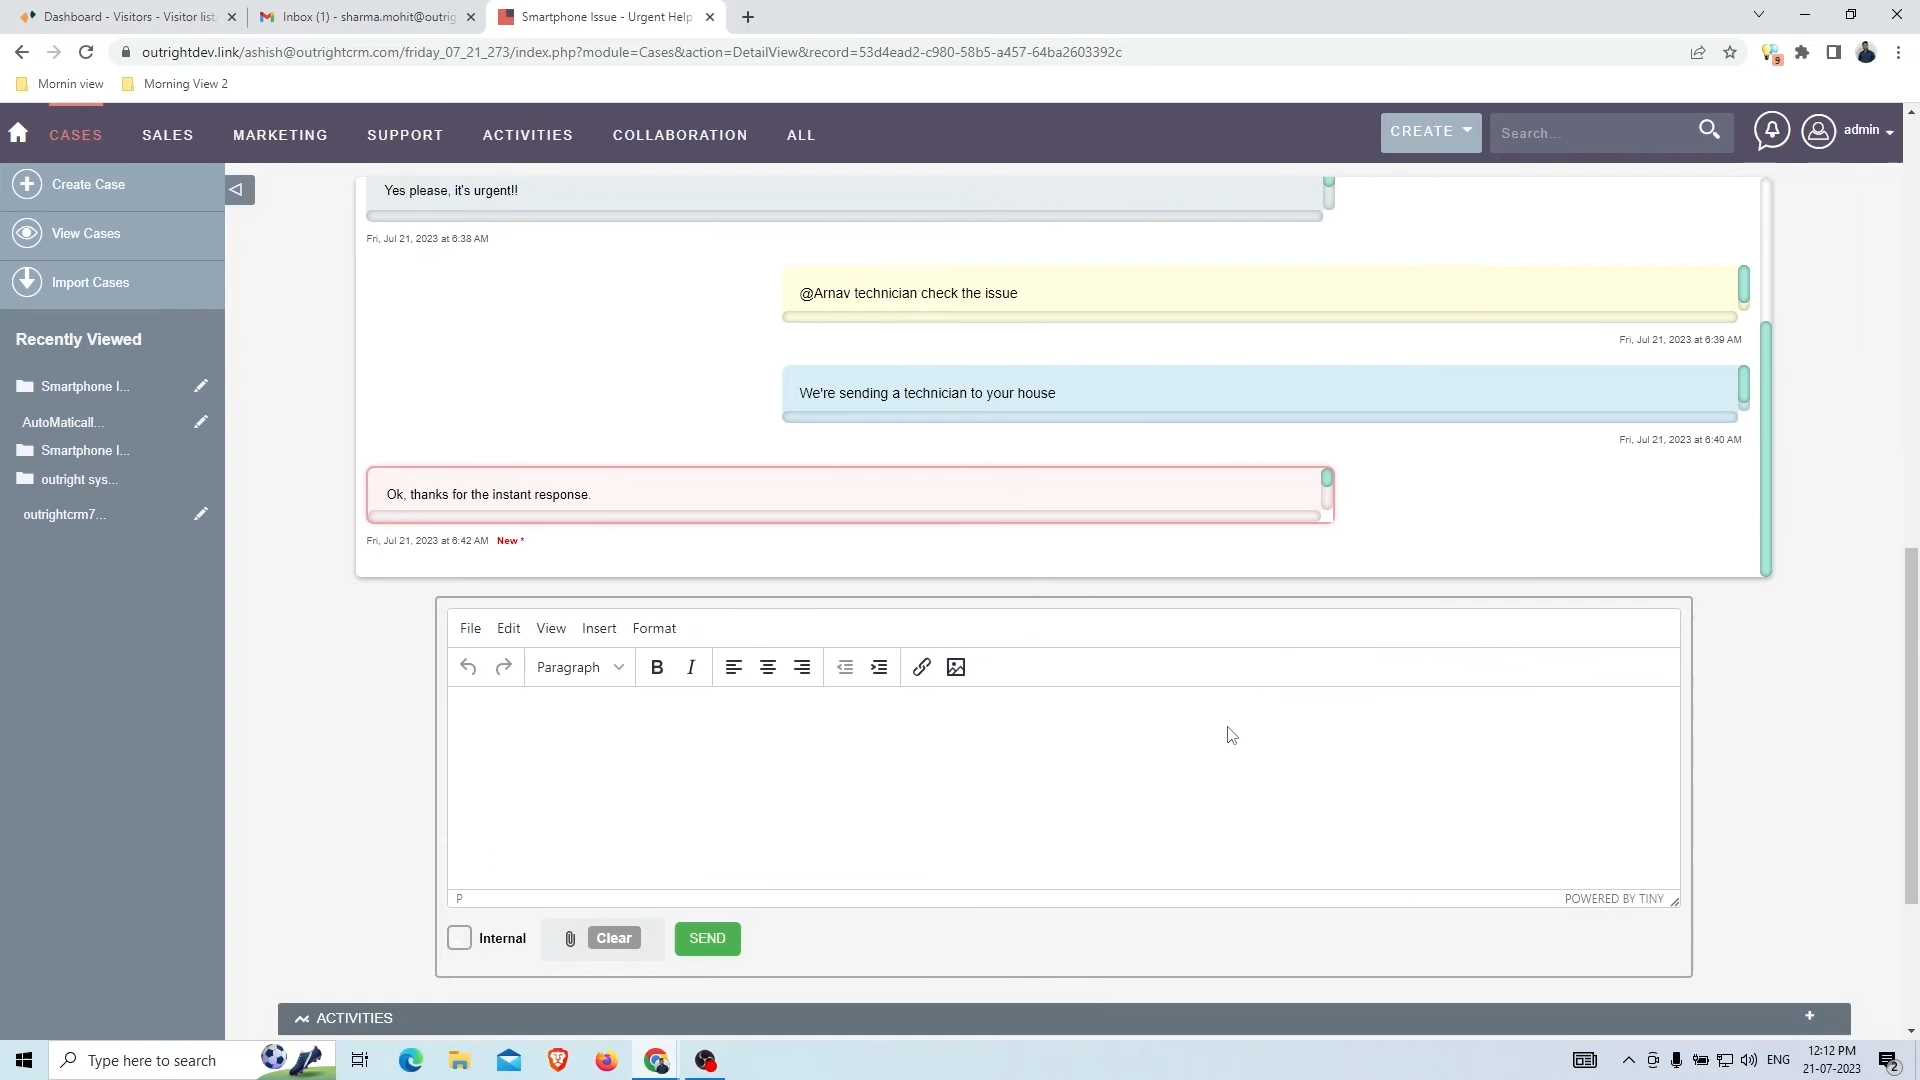 Dashboard - Visitors - Visitor list
Inbox (1) - sharma.mohit@outrig
Smartphone Issue - Urgent Help
outrightdev.link/ashish@outrightcrm.com/friday_07_21_273/index.php?module=Cases&action=DetailView&record=53d4ead2-c980-58b5-a457-64ba2603392c
9
Mornin view
Morning View 2
CASES
SALES
MARKETING
SUPPORT
ACTIVITIES
COLLABORATION
ALL
CREATE
Search...
admin
Create Case
View Cases
Import Cases
Recently Viewed
Smartphone I...
AutoMaticall...
Smartphone I...
outright sys...
outrightcrm7...
Yes please, it's urgent!!
Fri, Jul 21, 2023 at 6:38 AM
@Arnav technician check the issue
Fri, Jul 21, 2023 at 6:39 AM
We're sending a technician to your house
Fri, Jul 21, 2023 at 6:40 AM
Ok, thanks for the instant response.
Fri, Jul 21, 2023 at 6:42 AM New *
File Edit View Insert Format
Paragraph
B I
P
POWERED BY TINY
Internal
Clear
SEND
ACTIVITIES
+
Type here to search
ENG
12:12 PM
21-07-2023
2